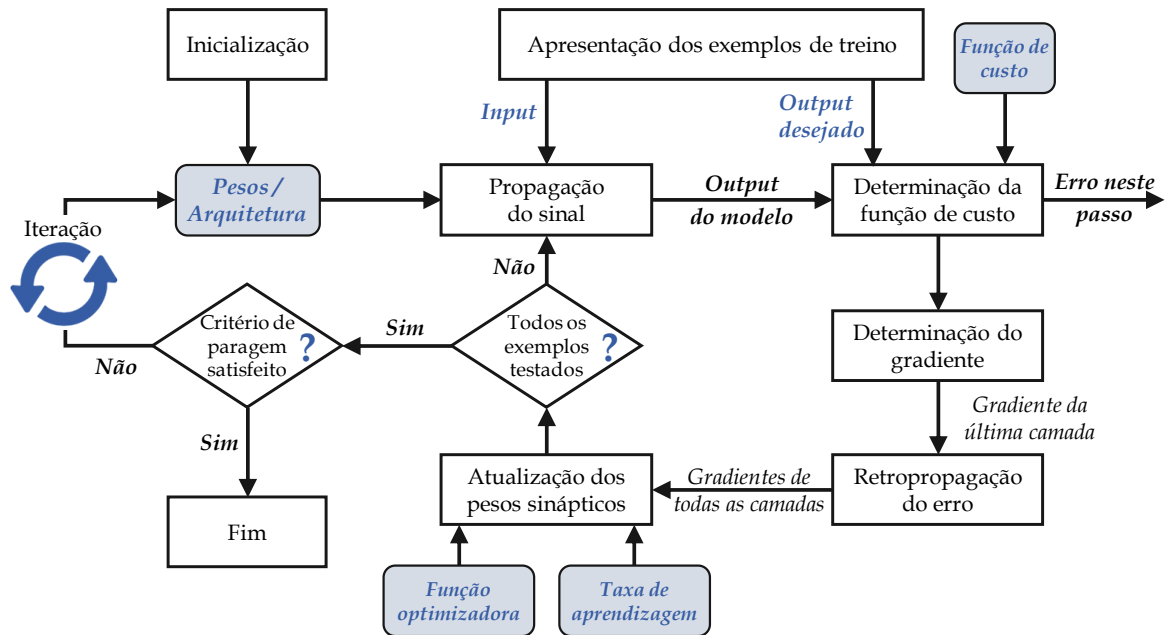 Inicialização
Apresentação dos exemplos de treino
Função de
custo
Input
Output
desejado
Pesos /
Arquitetura
Propagação
do sinal
Output
do modelo
Determinação da
função de custo
Erro neste
passo
Iteração
Não
Critério de
paragem
satisfeito
?
Sim
Todos os
exemplos
testados
?
Determinação do
gradiente
Não
Gradiente da
última camada
Sim
Atualização dos
pesos sinápticos
Gradientes de
todas as camadas
Retropropagação
do erro
Fim
Função
optimizadora
Taxa de
aprendizagem